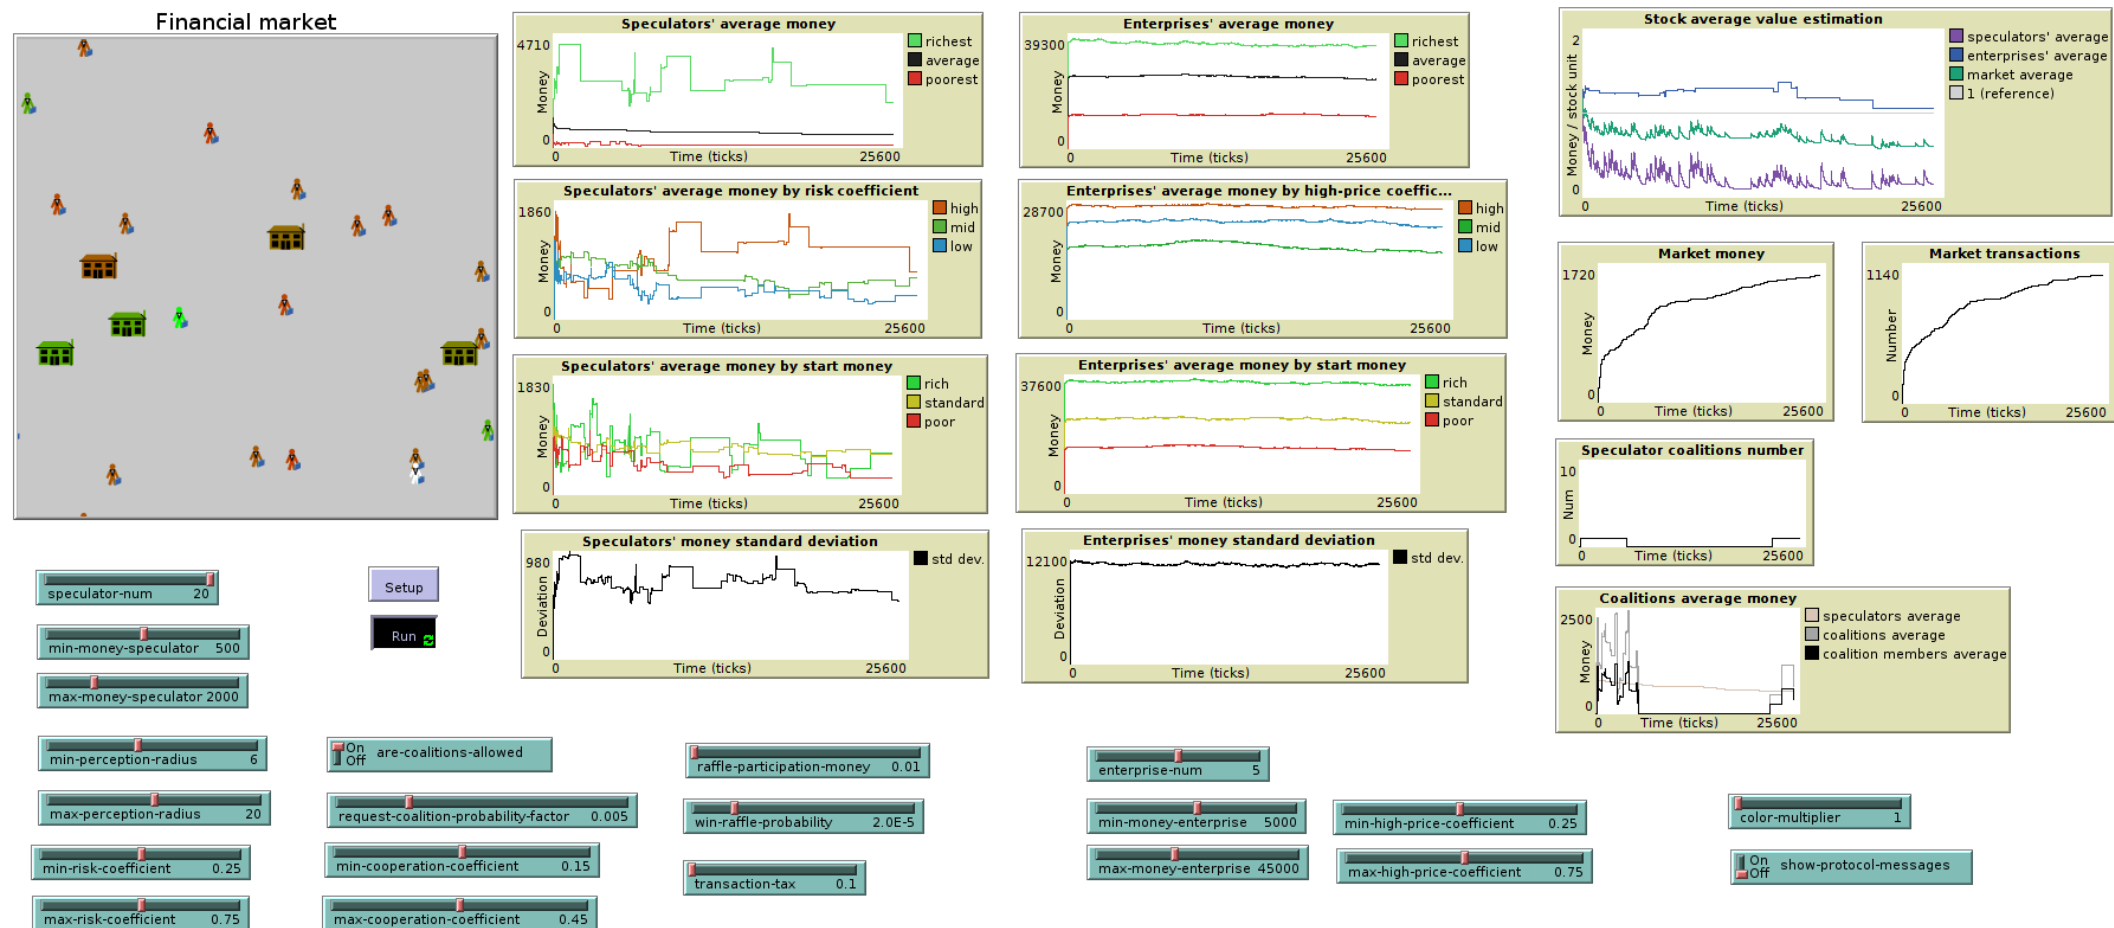 Financial market
Speculators' average money
4710
Money
0
0
Time (ticks)
25600
richest
average
poorest
Enterprises' average money
39300
Money
0
0
Time (ticks)
25600
richest
average
poorest
Stock average value estimation
2
Money / stock unit
0
0
Time (ticks)
25600
speculators' average
enterprises' average
market average
1 (reference)
Speculators' average money by risk coefficient
1860
Money
0
0
Time (ticks)
25600
high
mid
low
Enterprises' average money by high-price coeffic...
28700
Money
0
0
Time (ticks)
25600
high
mid
low
Market money
1720
Money
0
0
Time (ticks)
25600
Market transactions
1140
Number
0
0
Time (ticks)
25600
Speculators' average money by start money
1830
Money
0
0
Time (ticks)
25600
rich
standard
poor
Enterprises' average money by start money
37600
Money
0
0
Time (ticks)
25600
rich
standard
poor
Speculator coalitions number
10
Num
0
0
Time (ticks)
25600
Speculators' money standard deviation
980
Deviation
0
0
Time (ticks)
25600
std dev.
Enterprises' money standard deviation
12100
Deviation
0
0
Time (ticks)
25600
std dev.
Coalitions average money
2500
Money
0
0
Time (ticks)
25600
speculators average
coalitions average
coalition members average
speculator-num 20
Setup
min-money-speculator 500
Run
max-money-speculator 2000
min-perception-radius 6
On
Off
are-coalitions-allowed
raffle-participation-money 0.01
enterprise-num 5
max-perception-radius 20
request-coalition-probability-factor 0.005
win-raffle-probability 2.0E-5
min-money-enterprise 5000
min-high-price-coefficient 0.25
color-multiplier 1
min-risk-coefficient 0.25
min-cooperation-coefficient 0.15
transaction-tax 0.1
max-money-enterprise 45000
max-high-price-coefficient 0.75
On
Off
show-protocol-messages
max-risk-coefficient 0.75
max-cooperation-coefficient 0.45